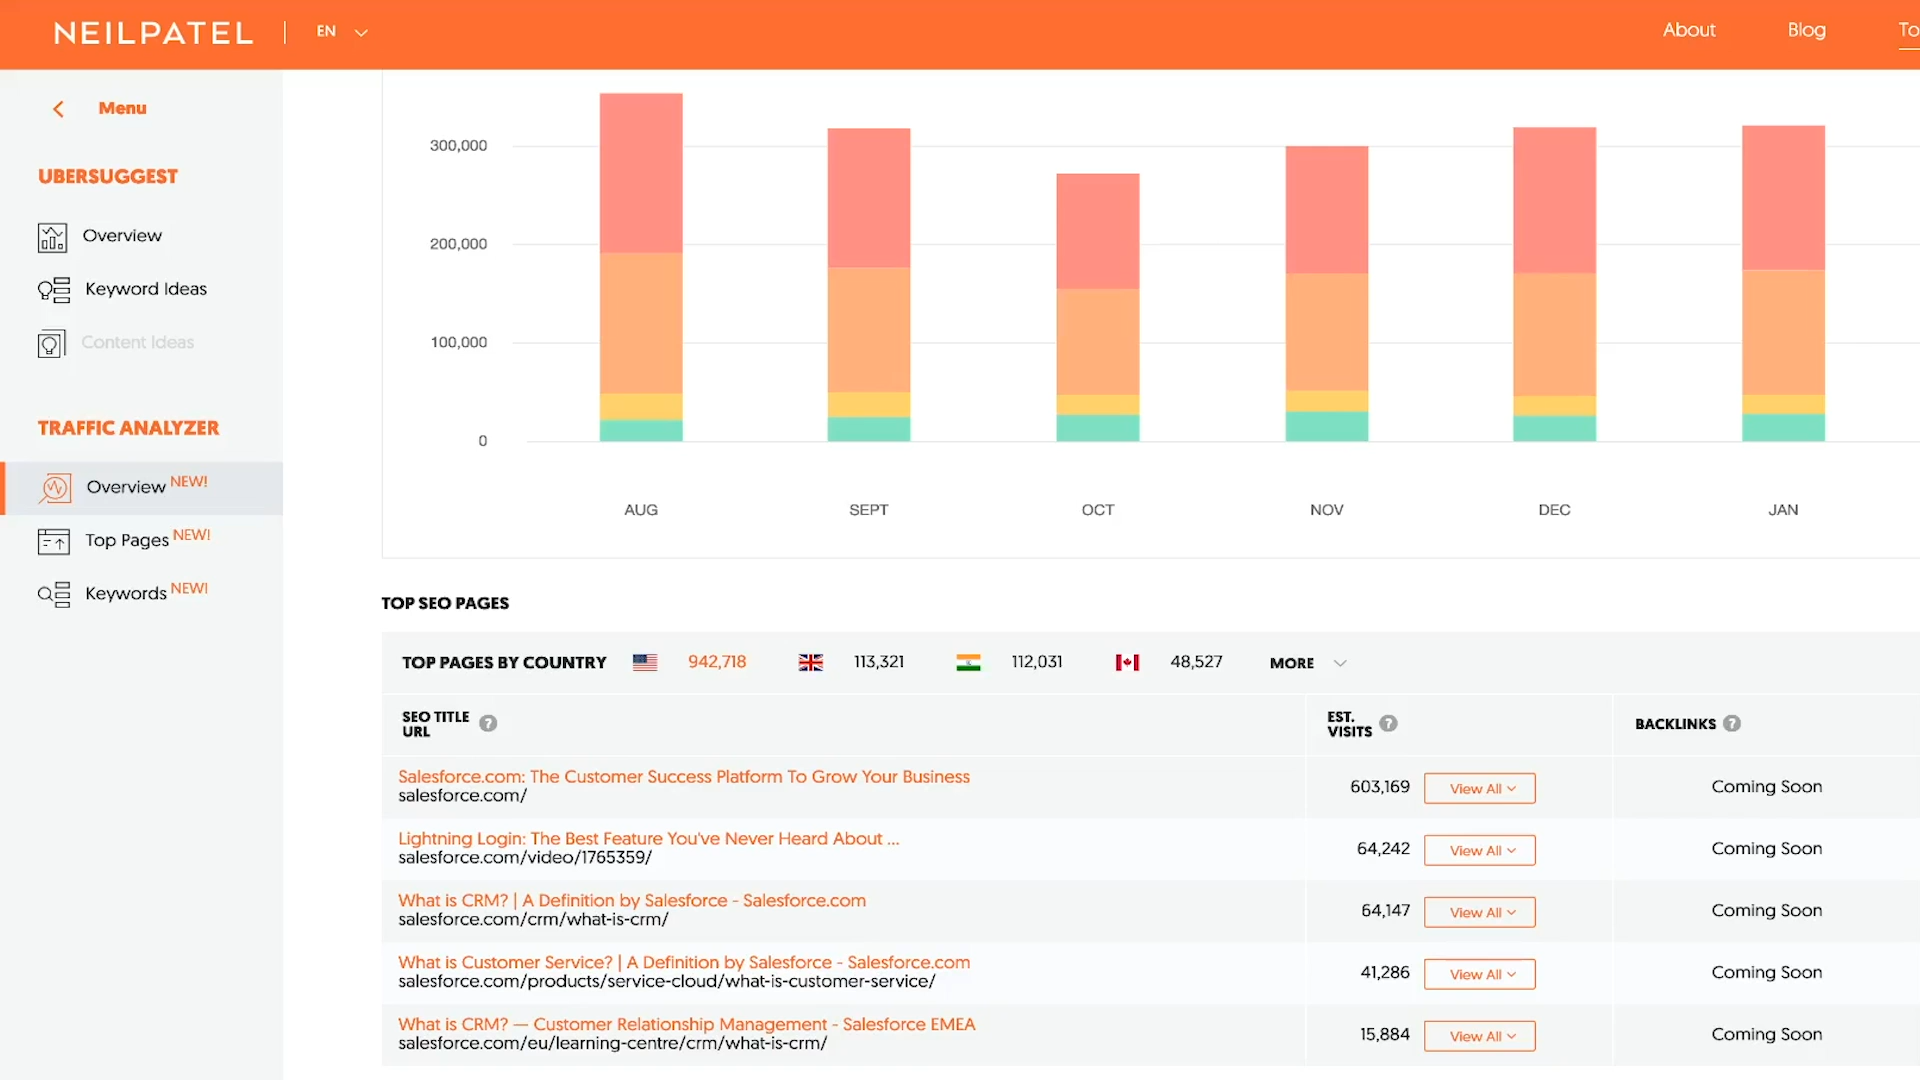 NEILPATEL
EN
About
Blog
To
Menu
UBERSUGGEST
Overview
Keyword Ideas
Content Ideas
TRAFFIC ANALYZER
Overview NEW!
Top Pages NEW!
Keywords NEW!
300,000
200,000
100,000
0
AUG SEPT OCT NOV DEC JAN
TOP SEO PAGES
TOP PAGES BY COUNTRY 942,718 113,321 112,031 48,527 MORE
SEO TITLE
URL
?
EST.
VISITS
?
BACKLINKS ?
Salesforce.com: The Customer Success Platform To Grow Your Business
salesforce.com/
603,169 View All Coming Soon
Lightning Login: The Best Feature You've Never Heard About ...
salesforce.com/video/1765359/
64,242 View All Coming Soon
What is CRM? | A Definition by Salesforce - Salesforce.com
salesforce.com/crm/what-is-crm/
64,147 View All Coming Soon
What is Customer Service? | A Definition by Salesforce - Salesforce.com
salesforce.com/products/service-cloud/what-is-customer-service/
41,286 View All Coming Soon
What is CRM? — Customer Relationship Management - Salesforce EMEA
salesforce.com/eu/learning-centre/crm/what-is-crm/
15,884 View All Coming Soon